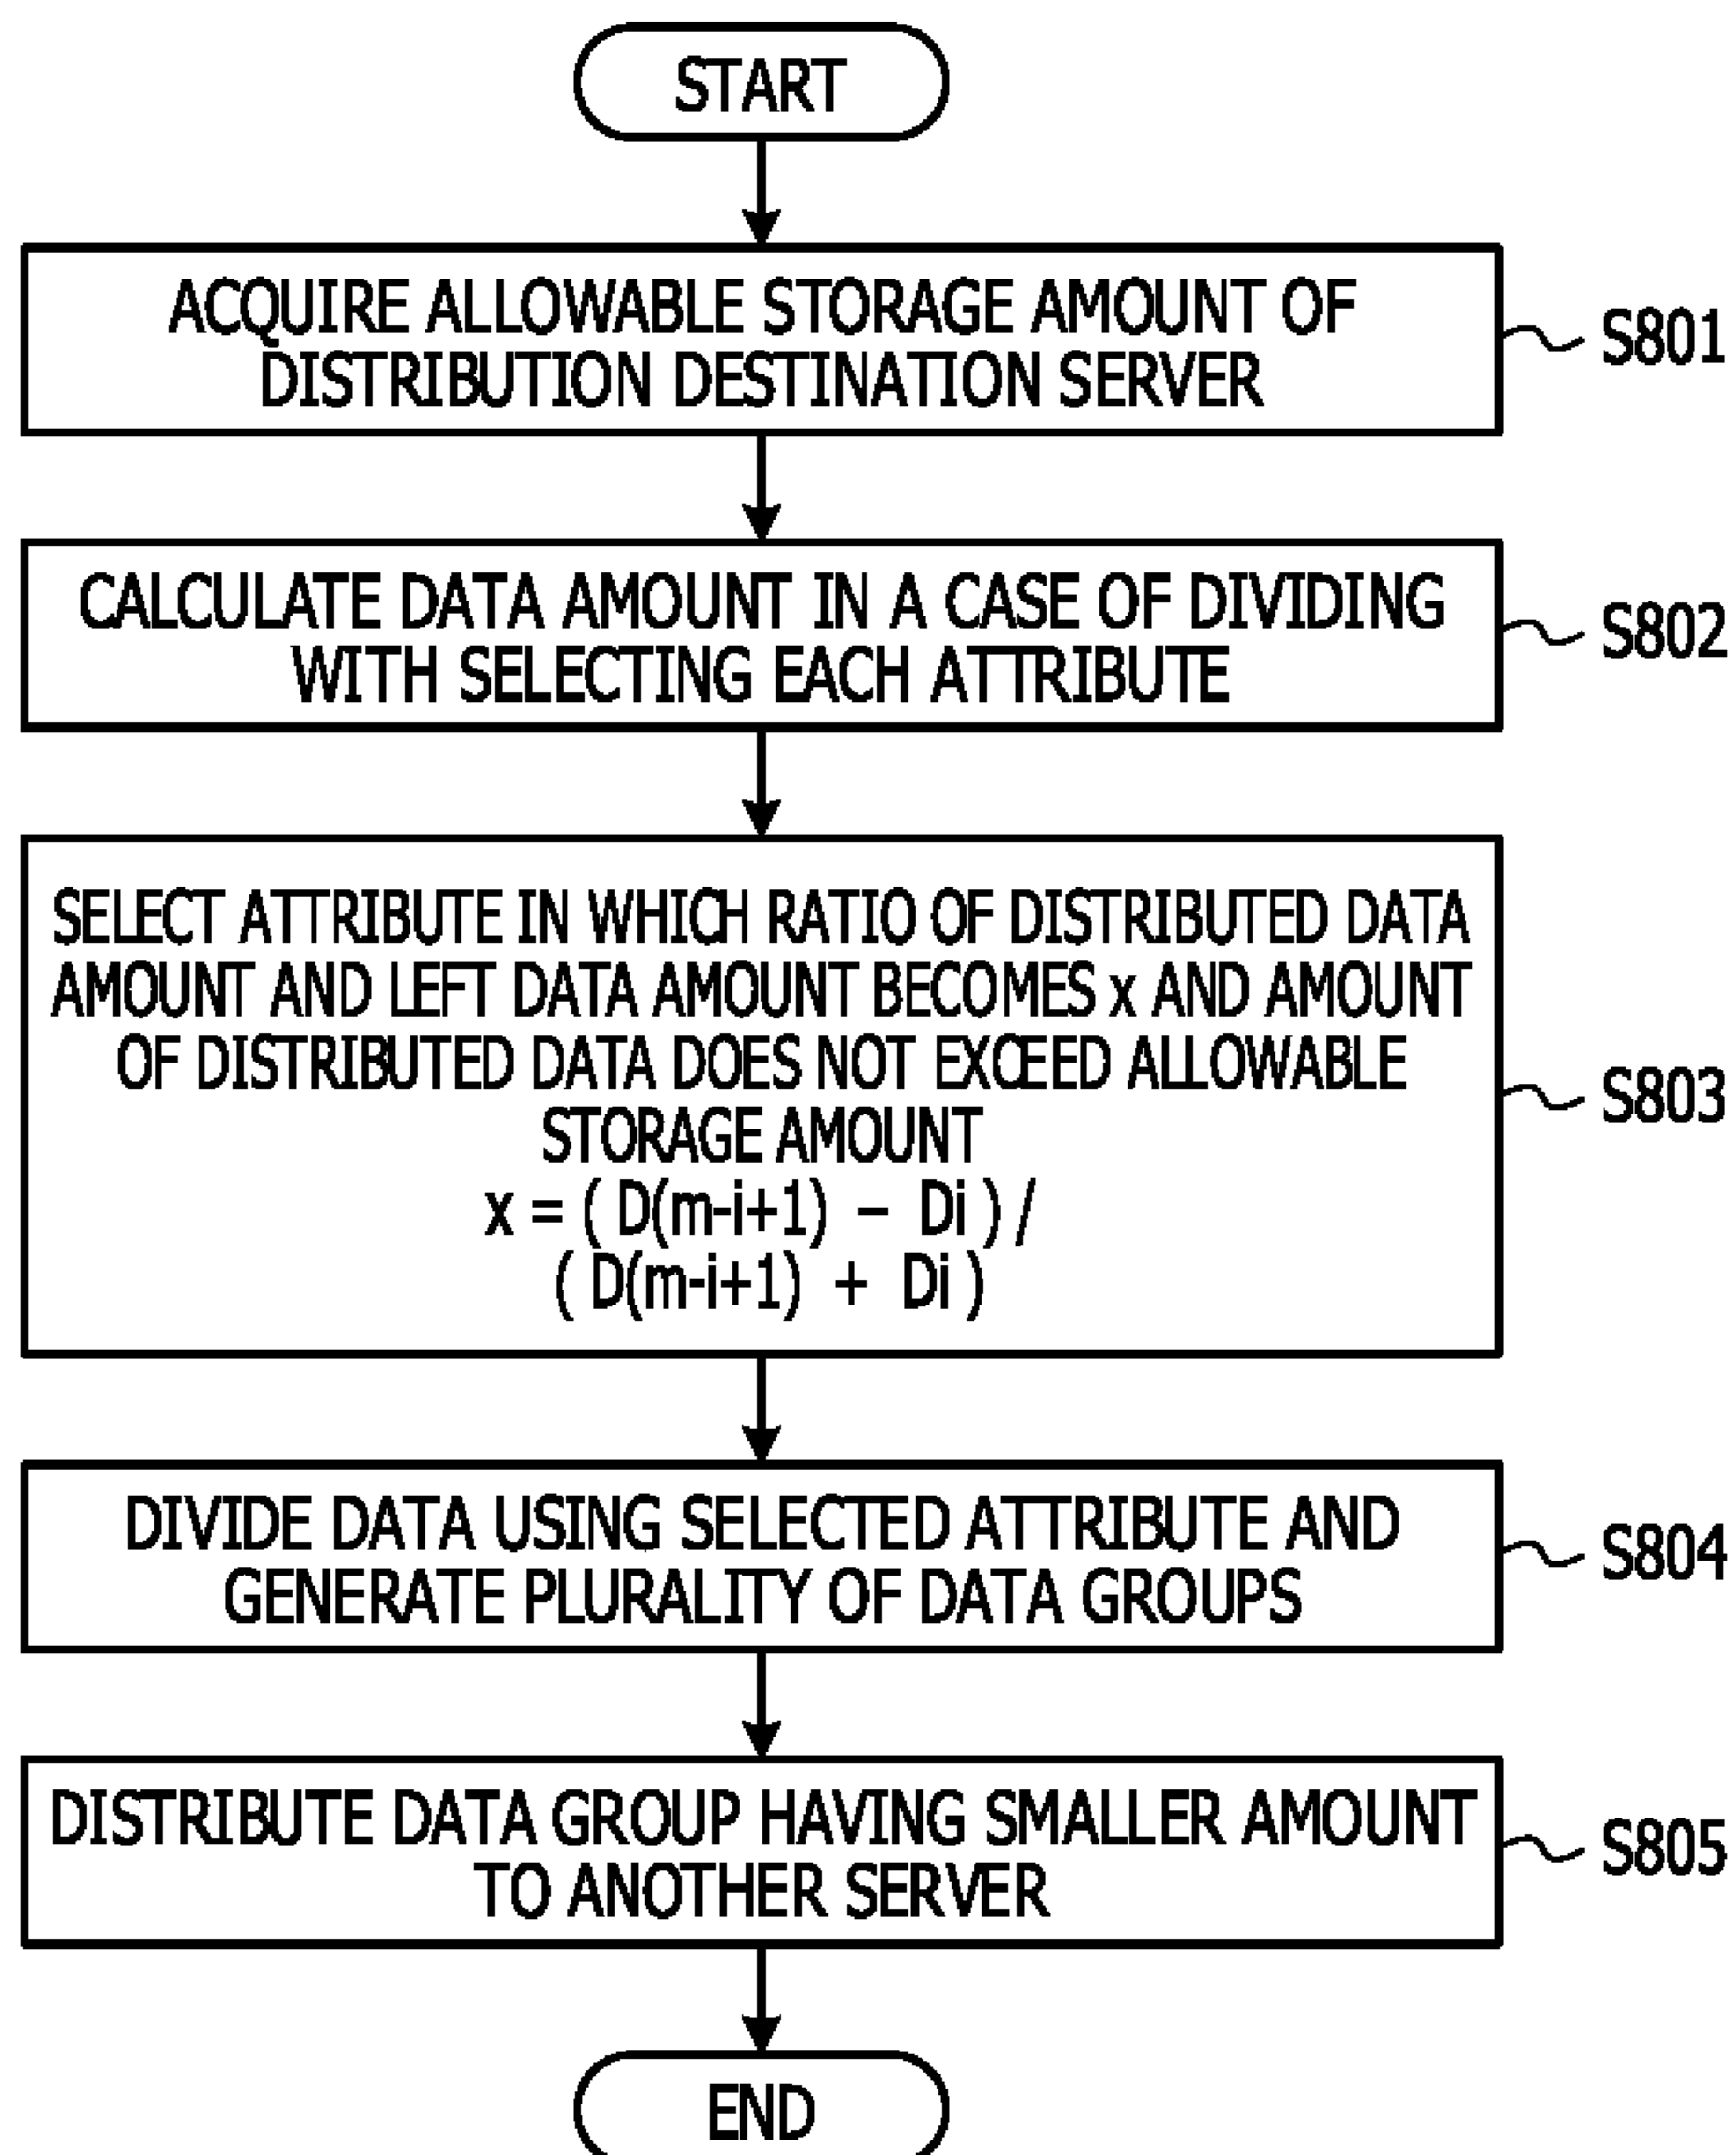 START
ACQUIRE ALLOWABLE STORAGE AMOUNT OF
DISTRIBUTION DESTINATION SERVER
S801
CALCULATE DATA AMOUNT IN A CASE OF DIVIDING
WITH SELECTING EACH ATTRIBUTE
S802
SELECT ATTRIBUTE IN WHICH RATIO OF DISTRIBUTED DATA
AMOUNT AND LEFT DATA AMOUNT BECOMES x AND AMOUNT
OF DISTRIBUTED DATA DOES NOT EXCEED ALLOWABLE
STORAGE AMOUNT
x = ( D(m-i+1) − Di ) /
( D(m-i+1) + Di )
S803
DIVIDE DATA USING SELECTED ATTRIBUTE AND
GENERATE PLURALITY OF DATA GROUPS
S804
DISTRIBUTE DATA GROUP HAVING SMALLER AMOUNT
TO ANOTHER SERVER
S805
END